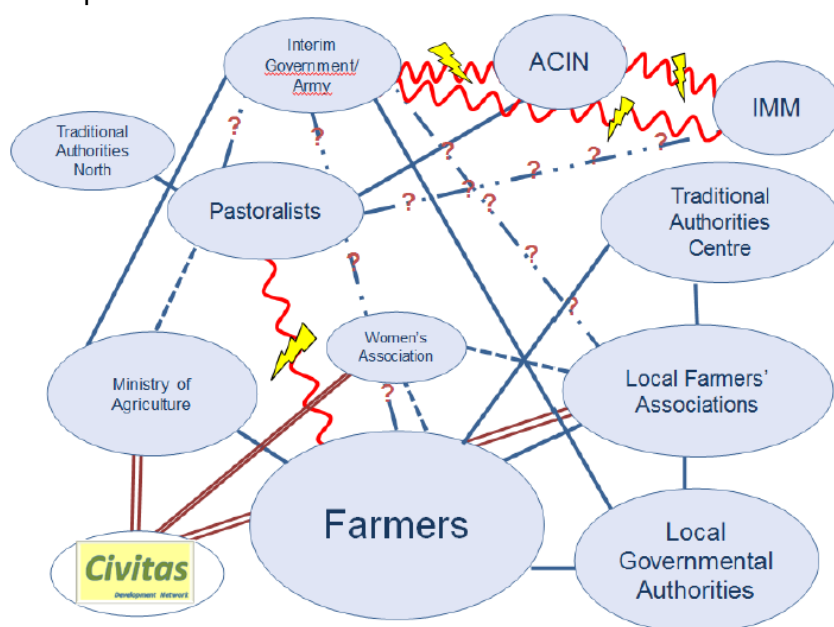 Interim
Government/
Army
ACIN
IMM
Traditional
Authorities
North
?
?
Pastoralists
?
?
?
?
?
?
?
Traditional
Authorities
Centre
?
?
?
Women's
Association
Ministry of
Agriculture
Local Farmers'
Associations
?
Farmers
Local
Governmental
Authorities
Civitas
Development Network